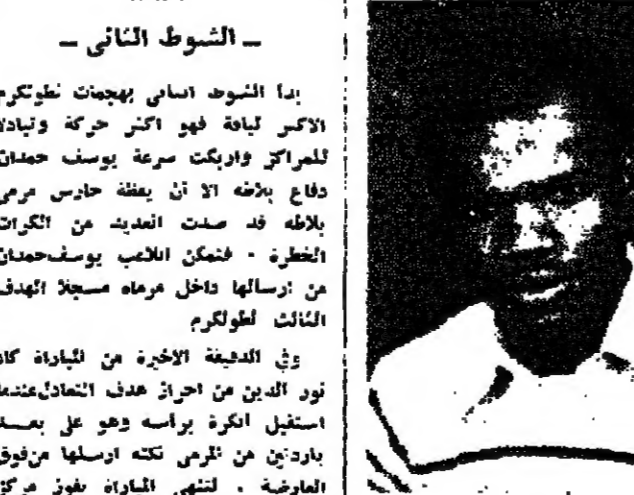 ـ الشوط الثاني ـ
بدأ الشوط الثاني بهجمات لطولكرم
الاكثر لياقة فهو اكثر حركة وتبادلا
للمراكز واربكت سرعة يوسف حمدان
دفاع بلاطه الا أن يقظة حارس مرمى
بلاطه قد صدت العديد من الكرات
الخطرة . فتمكن اللاعب يوسف حمدان
من ارسالها داخل مرماه مسجلا الهدف
الثالث لطولكرم
وفي الدقيقة الاخيرة من المباراة كاد
نور الدين من احراز هدف التعادل عندما
استقبل الكرة برأسه وهو على بعد
ياردتين من المرمى لكنه ارسلها من فوق
العارضة . لتنهي المباراة بفوز مركز